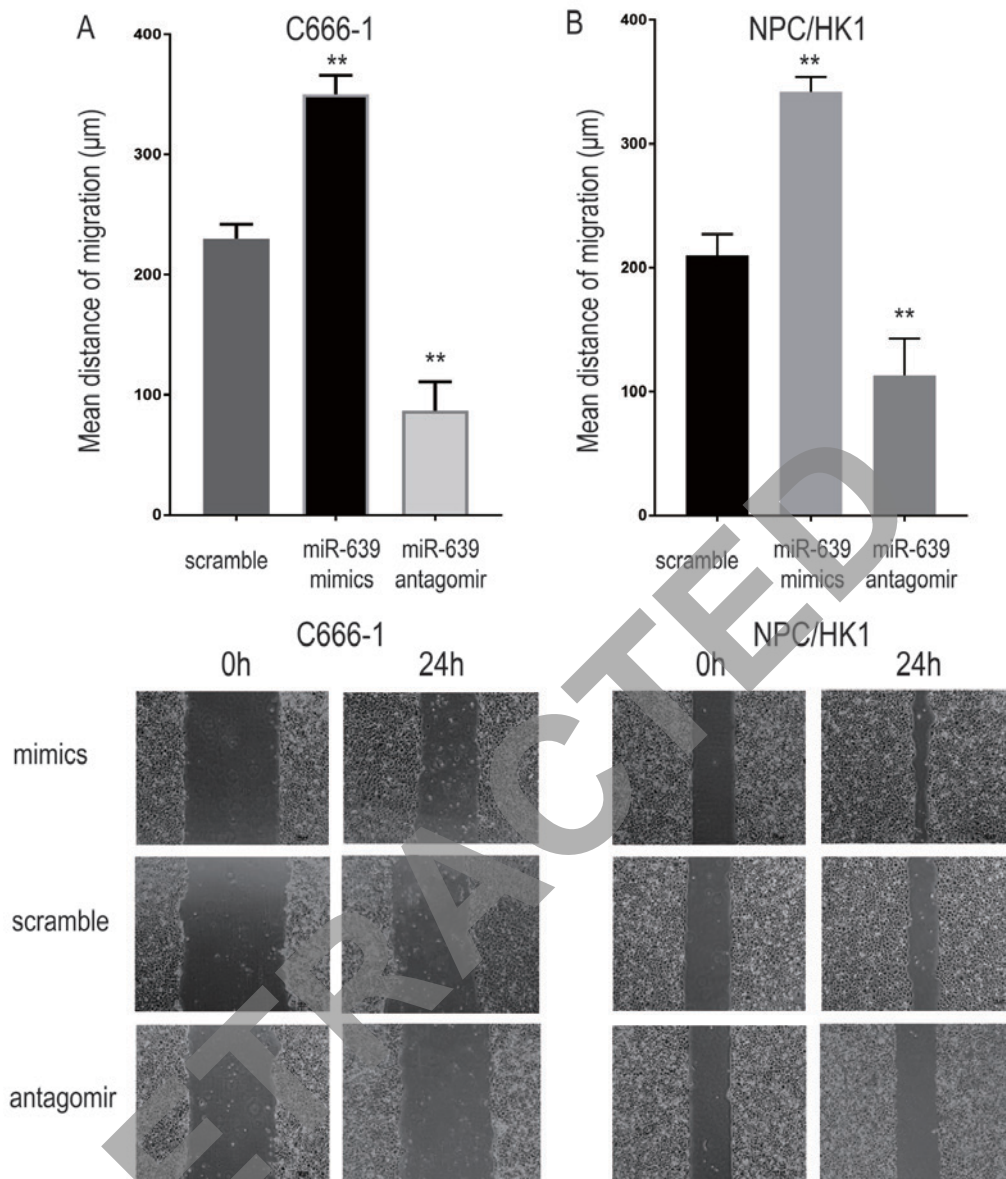 A
C666-1
Mean distance of migration (µm)
400
300
200
100
0
**
**
scramble
miR-639
mimics
miR-639
antagomir
B
NPC/HK1
Mean distance of migration (µm)
400
300
200
100
0
**
**
scramble
miR-639
mimics
miR-639
antagomir
C666-1
0h
24h
NPC/HK1
0h
24h
mimics
scramble
antagomir
ETRACTED